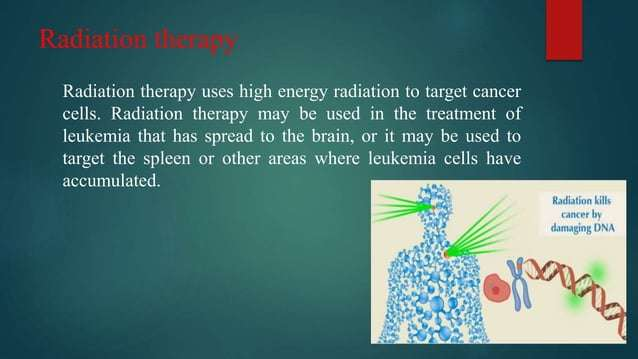 Radiation therapy
Radiation therapy uses high energy radiation to target cancer
cells. Radiation therapy may be used in the treatment of
leukemia that has spread to the brain, or it may be used to
target the spleen or other areas where leukemia cells have
accumulated.
Radiation kills
cancer by
damaging DNA